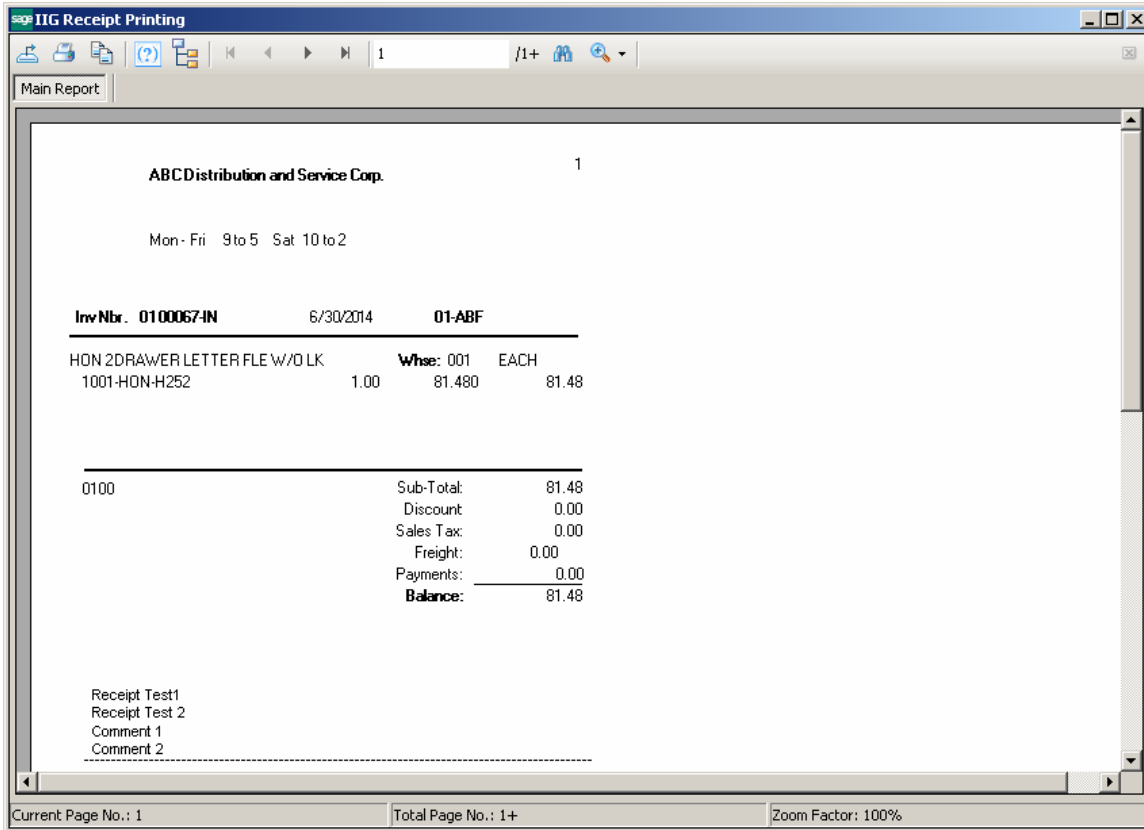 sage IIG Receipt Printing
1 /1+
Main Report
1
ABC Distribution and Service Corp.
Mon - Fri 9 to 5 Sat 10 to 2
Inv Nbr. 0100067-IN 6/30/2014 01-ABF
HON 2DRAWER LETTER FLE W/O LK Whse: 001 EACH
1001-HON-H252 1.00 81.480 81.48
0100 Sub-Total: 81.48
Discount 0.00
Sales Tax: 0.00
Freight: 0.00
Payments: 0.00
Balance: 81.48
Receipt Test1
Receipt Test 2
Comment 1
Comment 2
Current Page No.: 1 Total Page No.: 1+ Zoom Factor: 100%